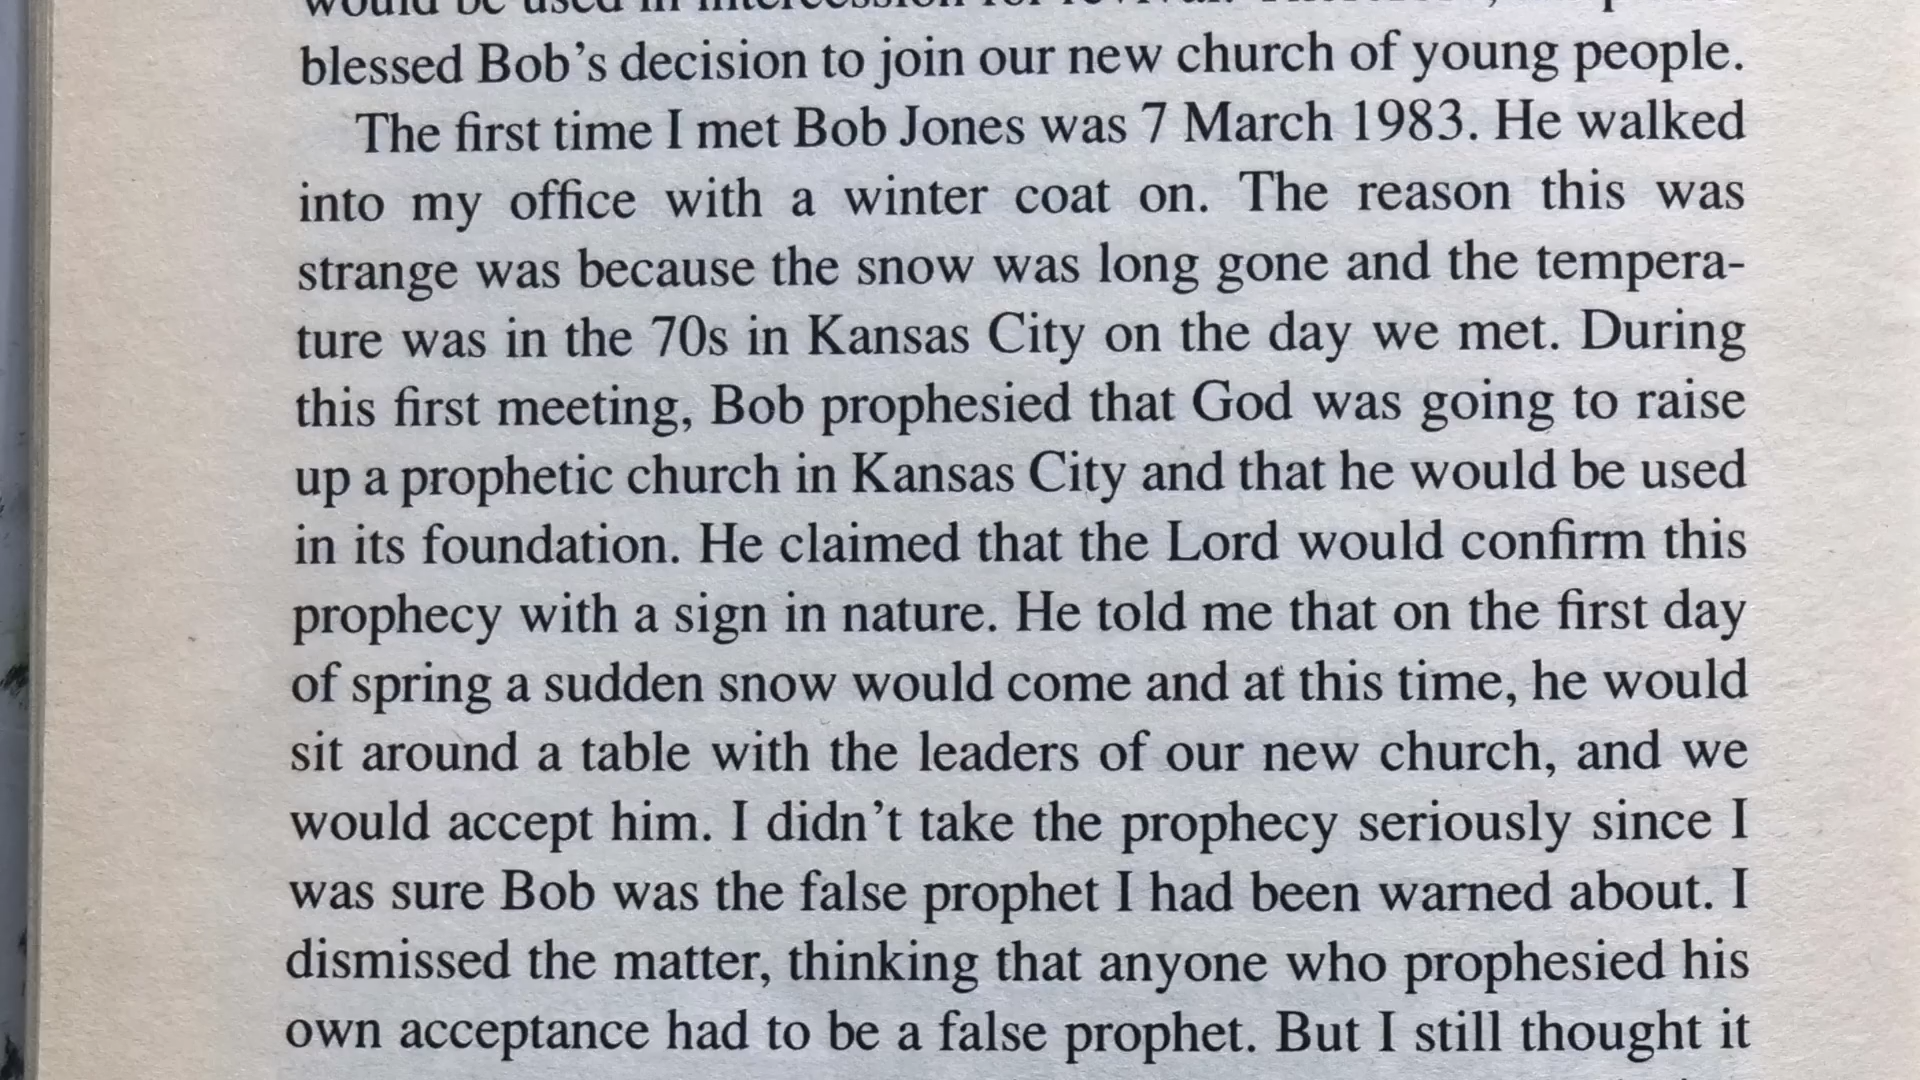 would be used in intercession for revival.
blessed Bob's decision to join our new church of young people.
The first time I met Bob Jones was 7 March 1983. He walked
into my office with a winter coat on. The reason this was
strange was because the snow was long gone and the tempera-
ture was in the 70s in Kansas City on the day we met. During
this first meeting, Bob prophesied that God was going to raise
up a prophetic church in Kansas City and that he would be used
in its foundation. He claimed that the Lord would confirm this
prophecy with a sign in nature. He told me that on the first day
of spring a sudden snow would come and at this time, he would
sit around a table with the leaders of our new church, and we
would accept him. I didn't take the prophecy seriously since I
was sure Bob was the false prophet I had been warned about. I
dismissed the matter, thinking that anyone who prophesied his
own acceptance had to be a false prophet. But I still thought it